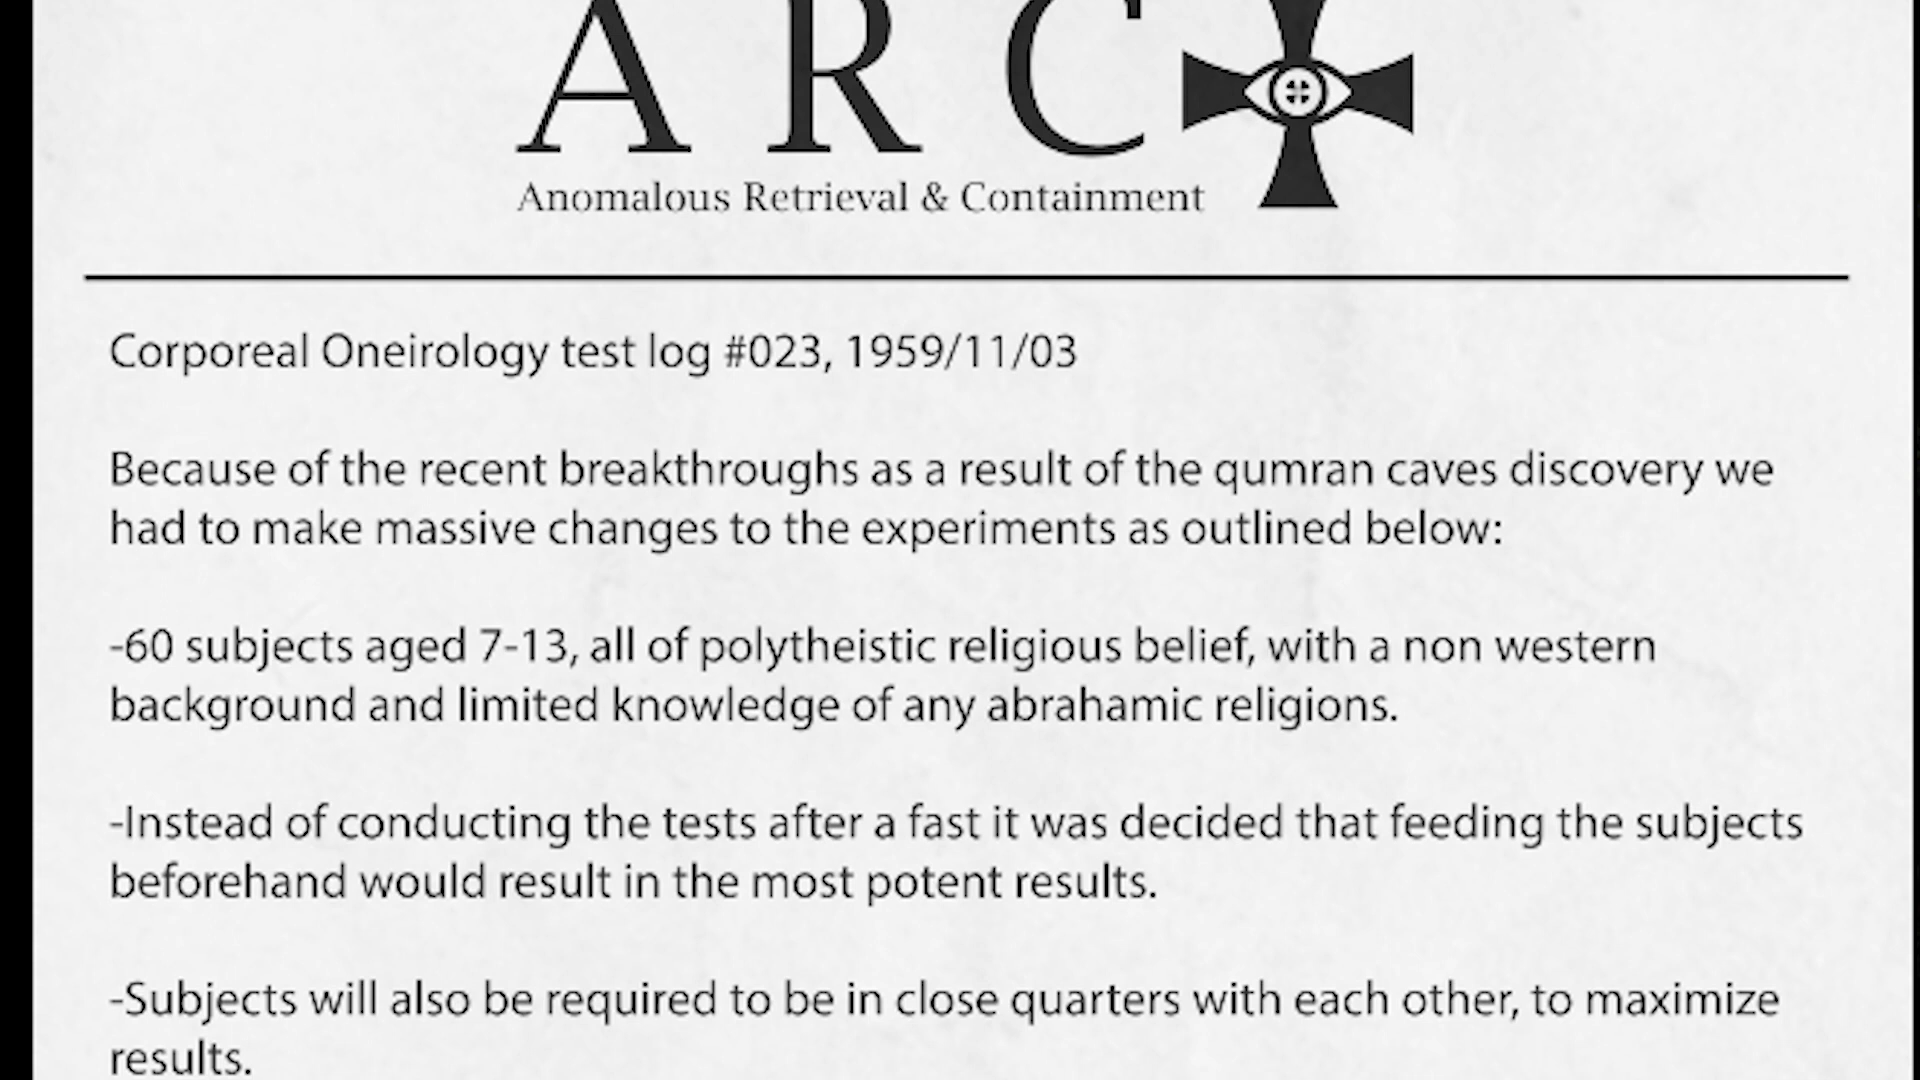 A R C
Anomalous Retrieval & Containment
Corporeal Oneirology test log #023, 1959/11/03
Because of the recent breakthroughs as a result of the qumran caves discovery we
had to make massive changes to the experiments as outlined below:
-60 subjects aged 7-13, all of polytheistic religious belief, with a non western
background and limited knowledge of any abrahamic religions.
-Instead of conducting the tests after a fast it was decided that feeding the subjects
beforehand would result in the most potent results.
-Subjects will also be required to be in close quarters with each other, to maximize
results.